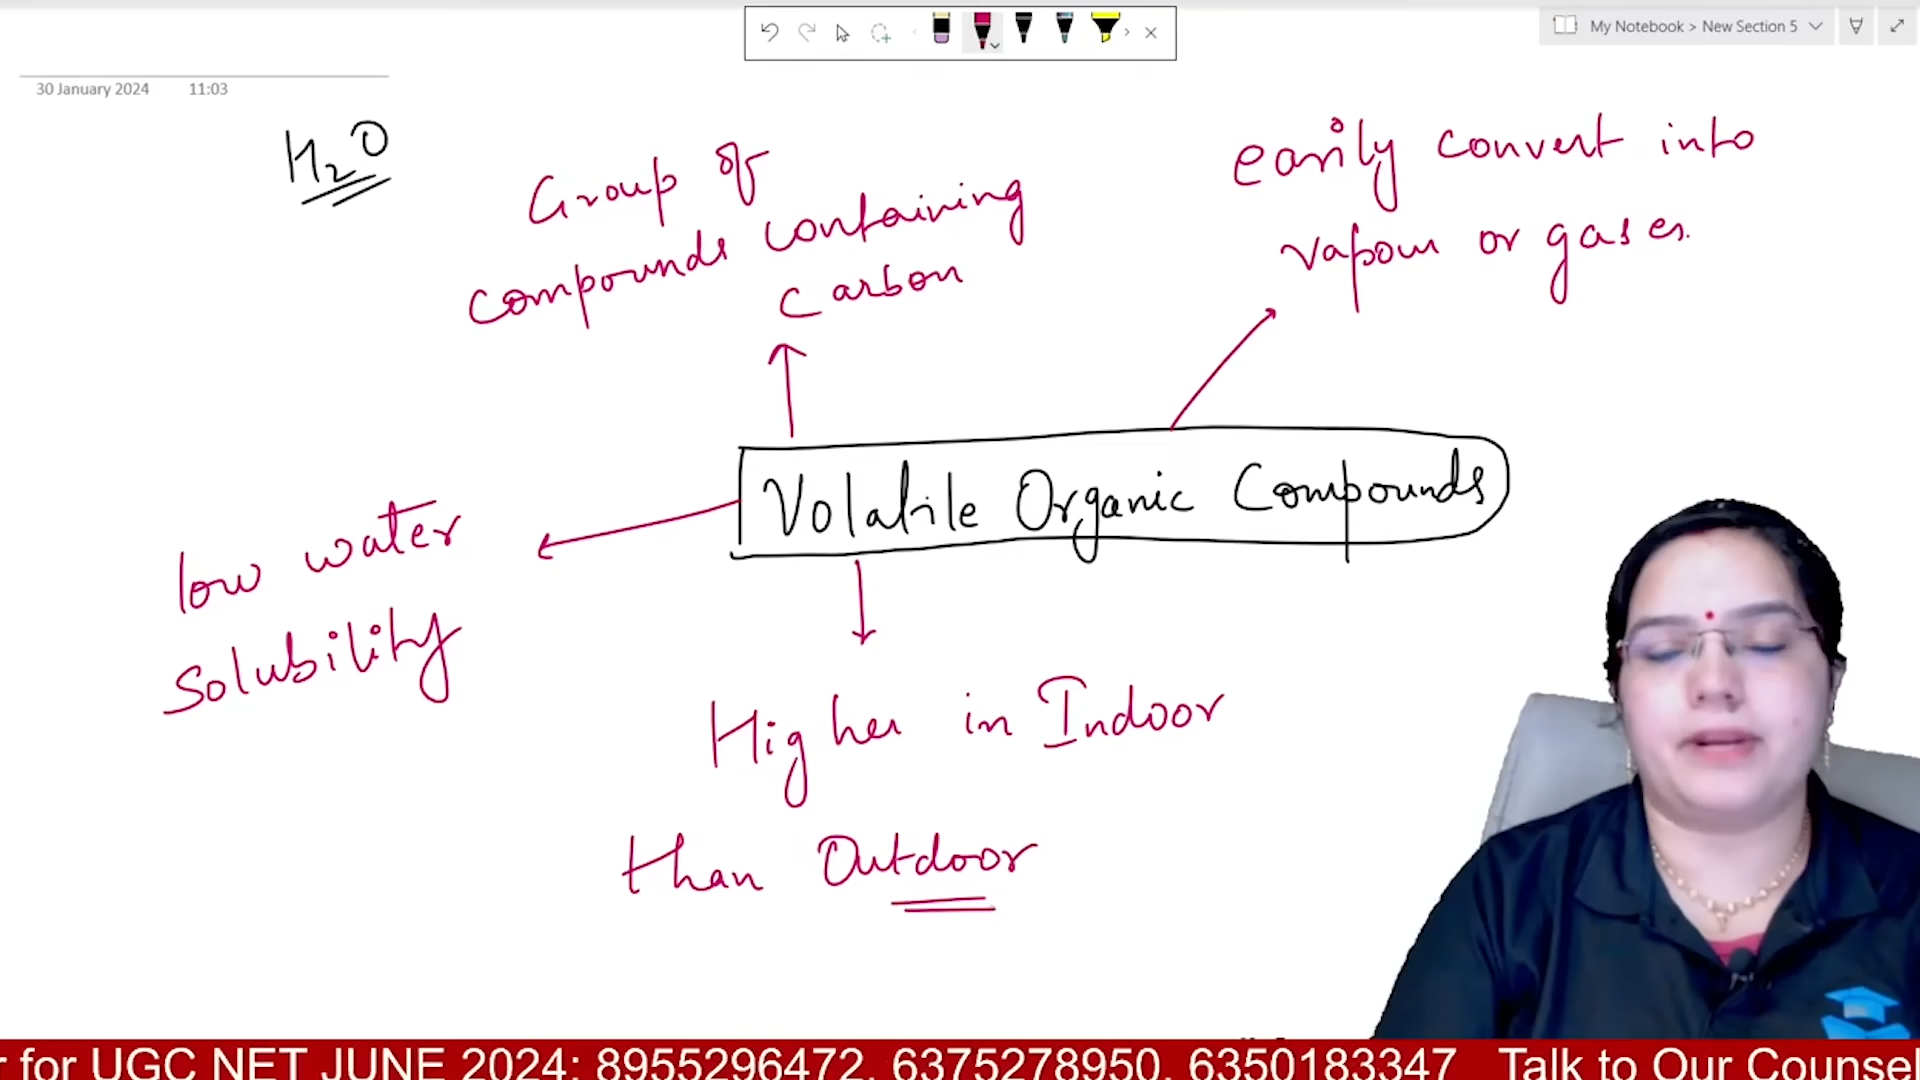 My Notebook > New Section 5
30 January 2024 11:03
H2O
Group of
compounds containing
Carbon
easily convert into
vapour or gases.
Volatile Organic Compounds
low water
solubility
Higher in Indoor
than Outdoor
r for UGC NET JUNE 2024: 8955296472, 6375278950, 6350183347 Talk to Our Counsel